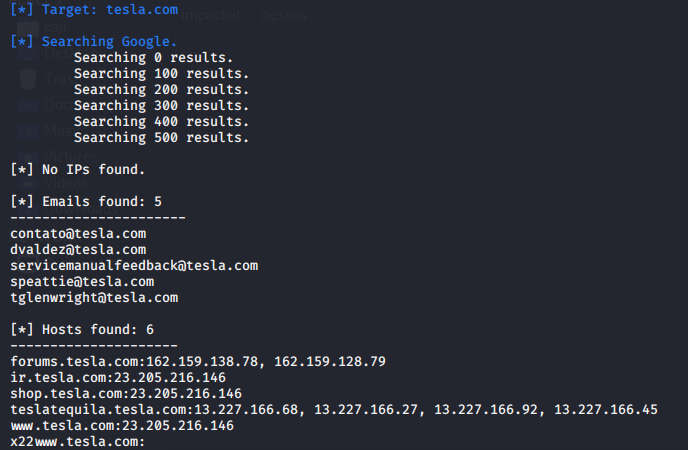 [*] Target: tesla.com
impacket nessus
[*] Searching Google.
Searching 0 results.
Searching 100 results.
Searching 200 results.
Searching 300 results.
Searching 400 results.
Searching 500 results.
[*] No IPs found.
Pictures
Videos
[*] Emails found: 5
----------------------
contato@tesla.com
dvaldez@tesla.com
servicemanualfeedback@tesla.com
speattie@tesla.com
tglenwright@tesla.com
[*] Hosts found: 6
---------------------
forums.tesla.com:162.159.138.78, 162.159.128.79
ir.tesla.com:23.205.216.146
shop.tesla.com:23.205.216.146
teslatequila.tesla.com:13.227.166.68, 13.227.166.27, 13.227.166.92, 13.227.166.45
www.tesla.com:23.205.216.146
x22www.tesla.com: